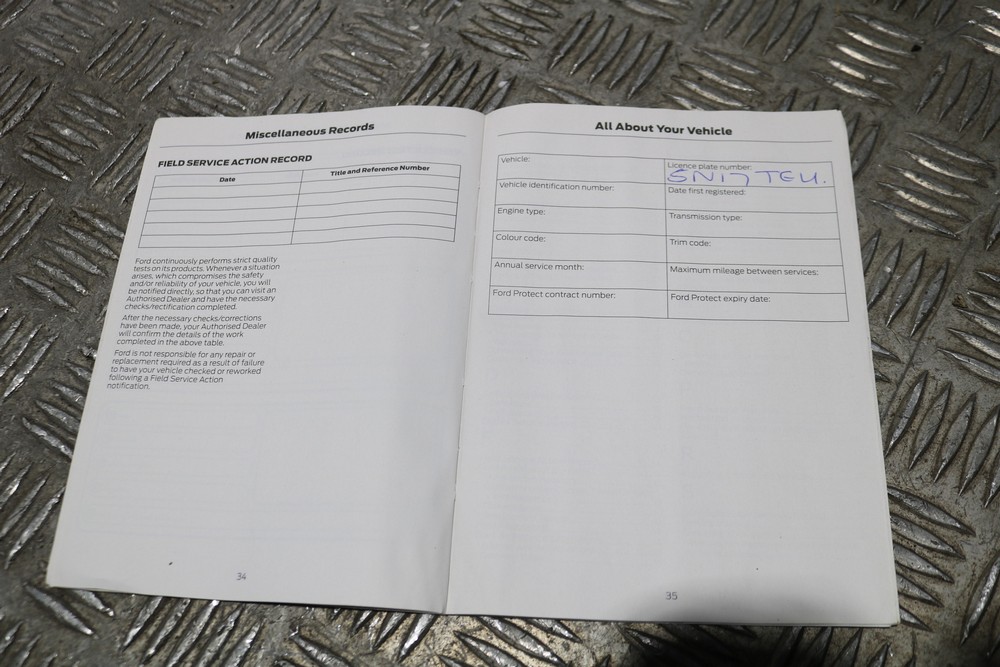 Miscellaneous Records
FIELD SERVICE ACTION RECORD
Date
Title and Reference Number
Ford continuously performs strict quality
tests on its products. Whenever a situation
arises, which compromises the safety
and/or reliability of your vehicle, you will
be notified directly, so that you can visit an
Authorised Dealer and have the necessary
checks/rectification completed.
After the necessary checks/corrections
have been made, your Authorised Dealer
will confirm the details of the work
completed in the above table.
Ford is not responsible for any repair or
replacement required as a result of failure
to have your vehicle checked or reworked
following a Field Service Action
notification.
34
All About Your Vehicle
Vehicle:
Licence plate number:
SN17 TEU.
Vehicle identification number:
Date first registered:
Engine type:
Transmission type:
Colour code:
Trim code:
Annual service month:
Maximum mileage between services:
Ford Protect contract number:
Ford Protect expiry date:
35